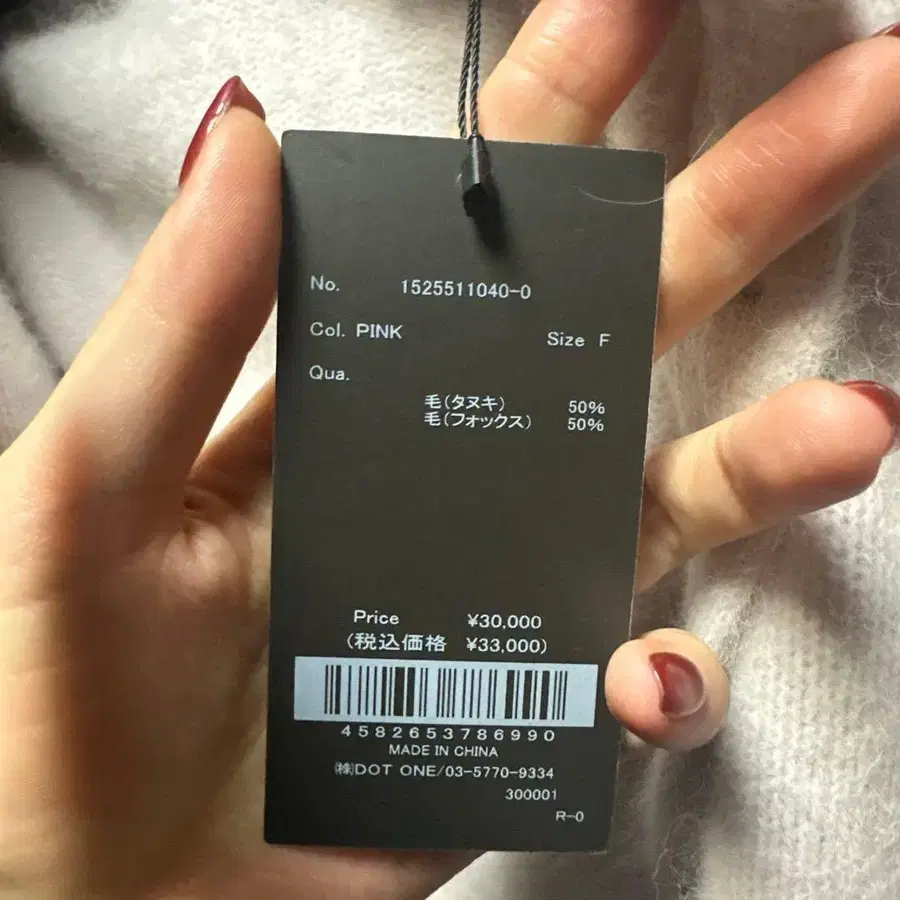 No. 1525511040-0
Col. PINK Size F
Qua.
毛(タヌキ) 50%
毛(フォックス) 50%
Price ¥30,000
(税込価格 ¥33,000)
4582653786990
MADE IN CHINA
㈱DOT ONE/03-5770-9334
300001
R-0